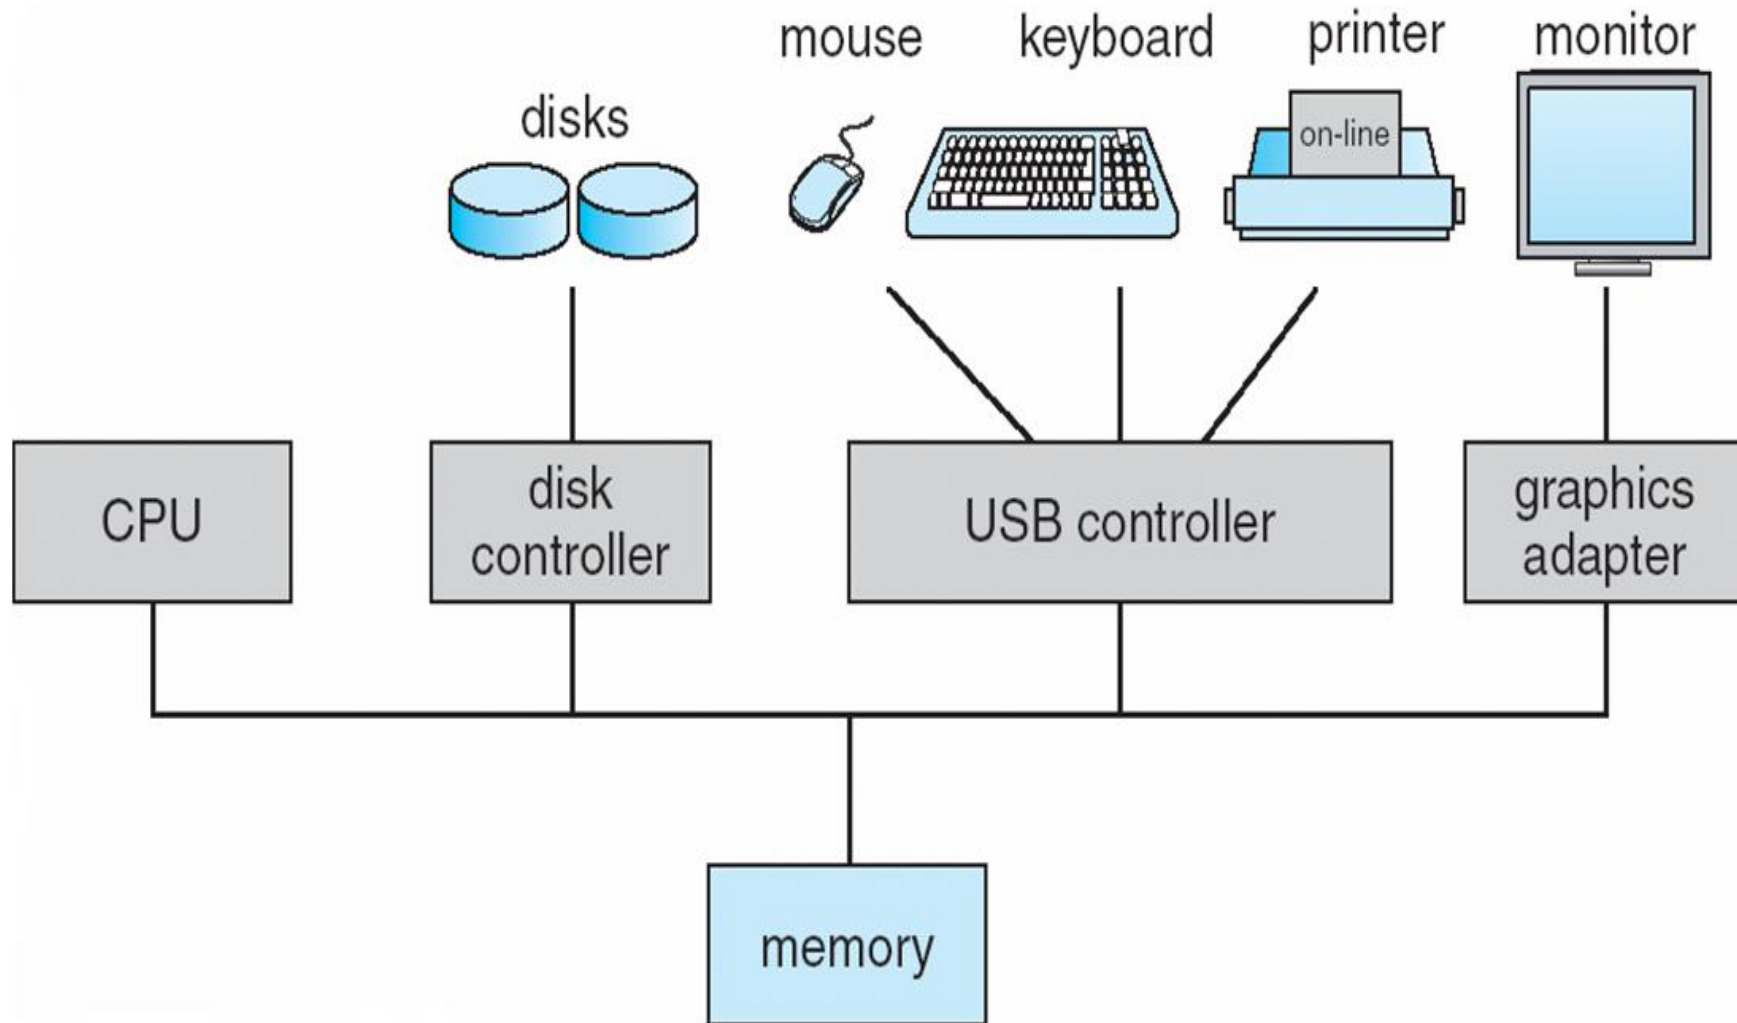 mouse
keyboard
printer
monitor
disks
on-line
CPU
disk
controller
USB controller
graphics
adapter
memory